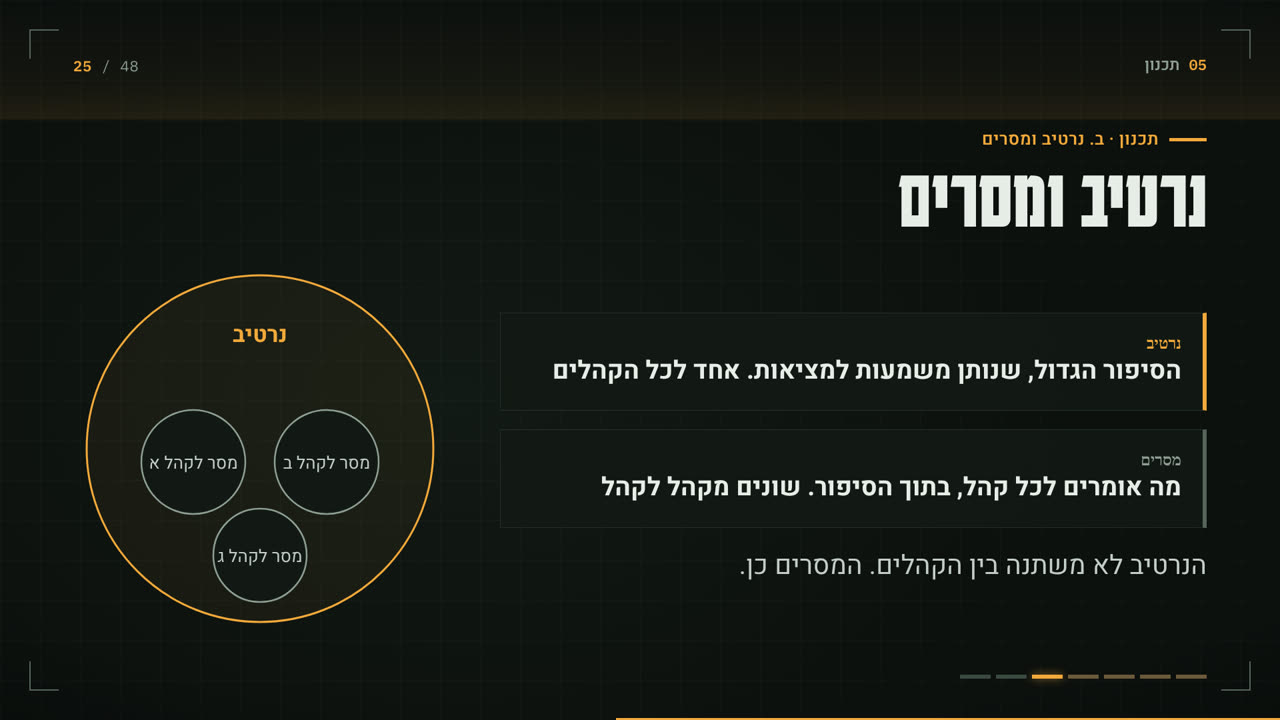 05 תכנון
25 / 48
תכנון · ב. נרטיב ומסרים
נרטיב ומסרים
נרטיב
הסיפור הגדול, שנותן משמעות למציאות. אחד לכל הקהלים
מסרים
מה אומרים לכל קהל, בתוך הסיפור. שונים מקהל לקהל
הנרטיב לא משתנה בין הקהלים. המסרים כן.
נרטיב
מסר לקהל ב
מסר לקהל א
מסר לקהל ג